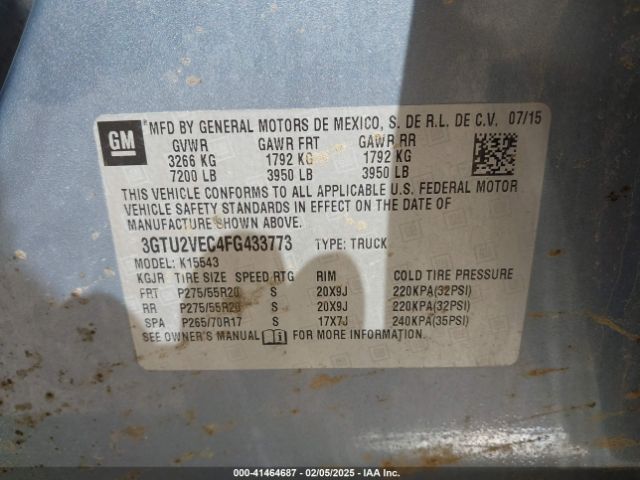 GM
*MFD BY GENERAL MOTORS DE MEXICO, S. DE R.L. DE C.V. 07/15
GVWR GAWR FRT GAWR RR
3266 KG 1792 KG 1792 KG
7200 LB 3950 LB 3950 LB
THIS VEHICLE CONFORMS TO ALL APPLICABLE U.S. FEDERAL MOTOR
VEHICLE SAFETY STANDARDS IN EFFECT ON THE DATE OF
MANUFACTURE SHOWN ABOVE.
3GTU2VEC4FG433773 TYPE: TRUCK
MODEL: K15543
KGJR TIRE SIZE SPEED RTG RIM COLD TIRE PRESSURE
FRT P275/55R20 S 20X9J 220KPA(32PSI)
RR P275/55R20 S 20X9J 220KPA(32PSI)
SPA P265/70R17 S 17X7J 240KPA(35PSI)
SEE OWNER'S MANUAL FOR MORE INFORMATION.
000-41464687 - 02/05/2025 - IAA Inc.